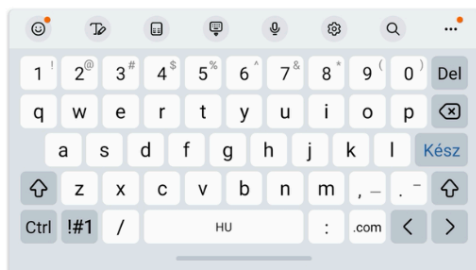 1 ! 2 @ 3 # 4 $ 5 % 6 ^ 7 & 8 * 9 ( 0 ) Del
q w e r t y u i o p
a s d f g h j k l Kész
z x c v b n m , _ . -
Ctrl !#1 / HU : .com < >